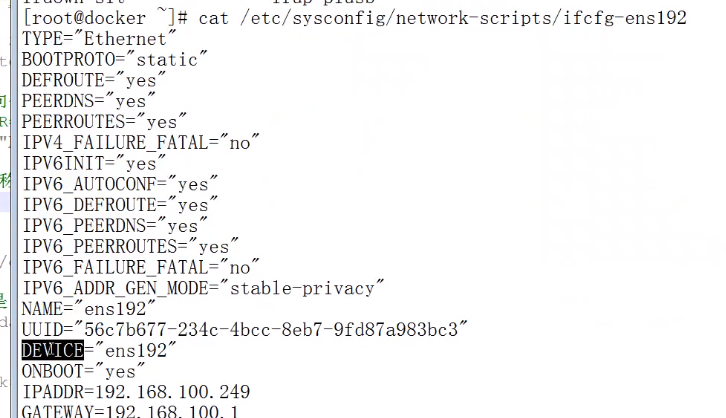 [root@docker ~]# cat /etc/sysconfig/network-scripts/ifcfg-ens192
TYPE="Ethernet"
BOOTPROTO="static"
DEFROUTE="yes"
PEERDNS="yes"
PEERROUTES="yes"
IPV4_FAILURE_FATAL="no"
IPV6INIT="yes"
IPV6_AUTOCONF="yes"
IPV6_DEFROUTE="yes"
IPV6_PEERDNS="yes"
IPV6_PEERROUTES="yes"
IPV6_FAILURE_FATAL="no"
IPV6_ADDR_GEN_MODE="stable-privacy"
NAME="ens192"
UUID="56c7b677-234c-4bcc-8eb7-9fd87a983bc3"
DEVICE="ens192"
ONBOOT="yes"
IPADDR=192.168.100.249
GATEWAY=192.168.100.1